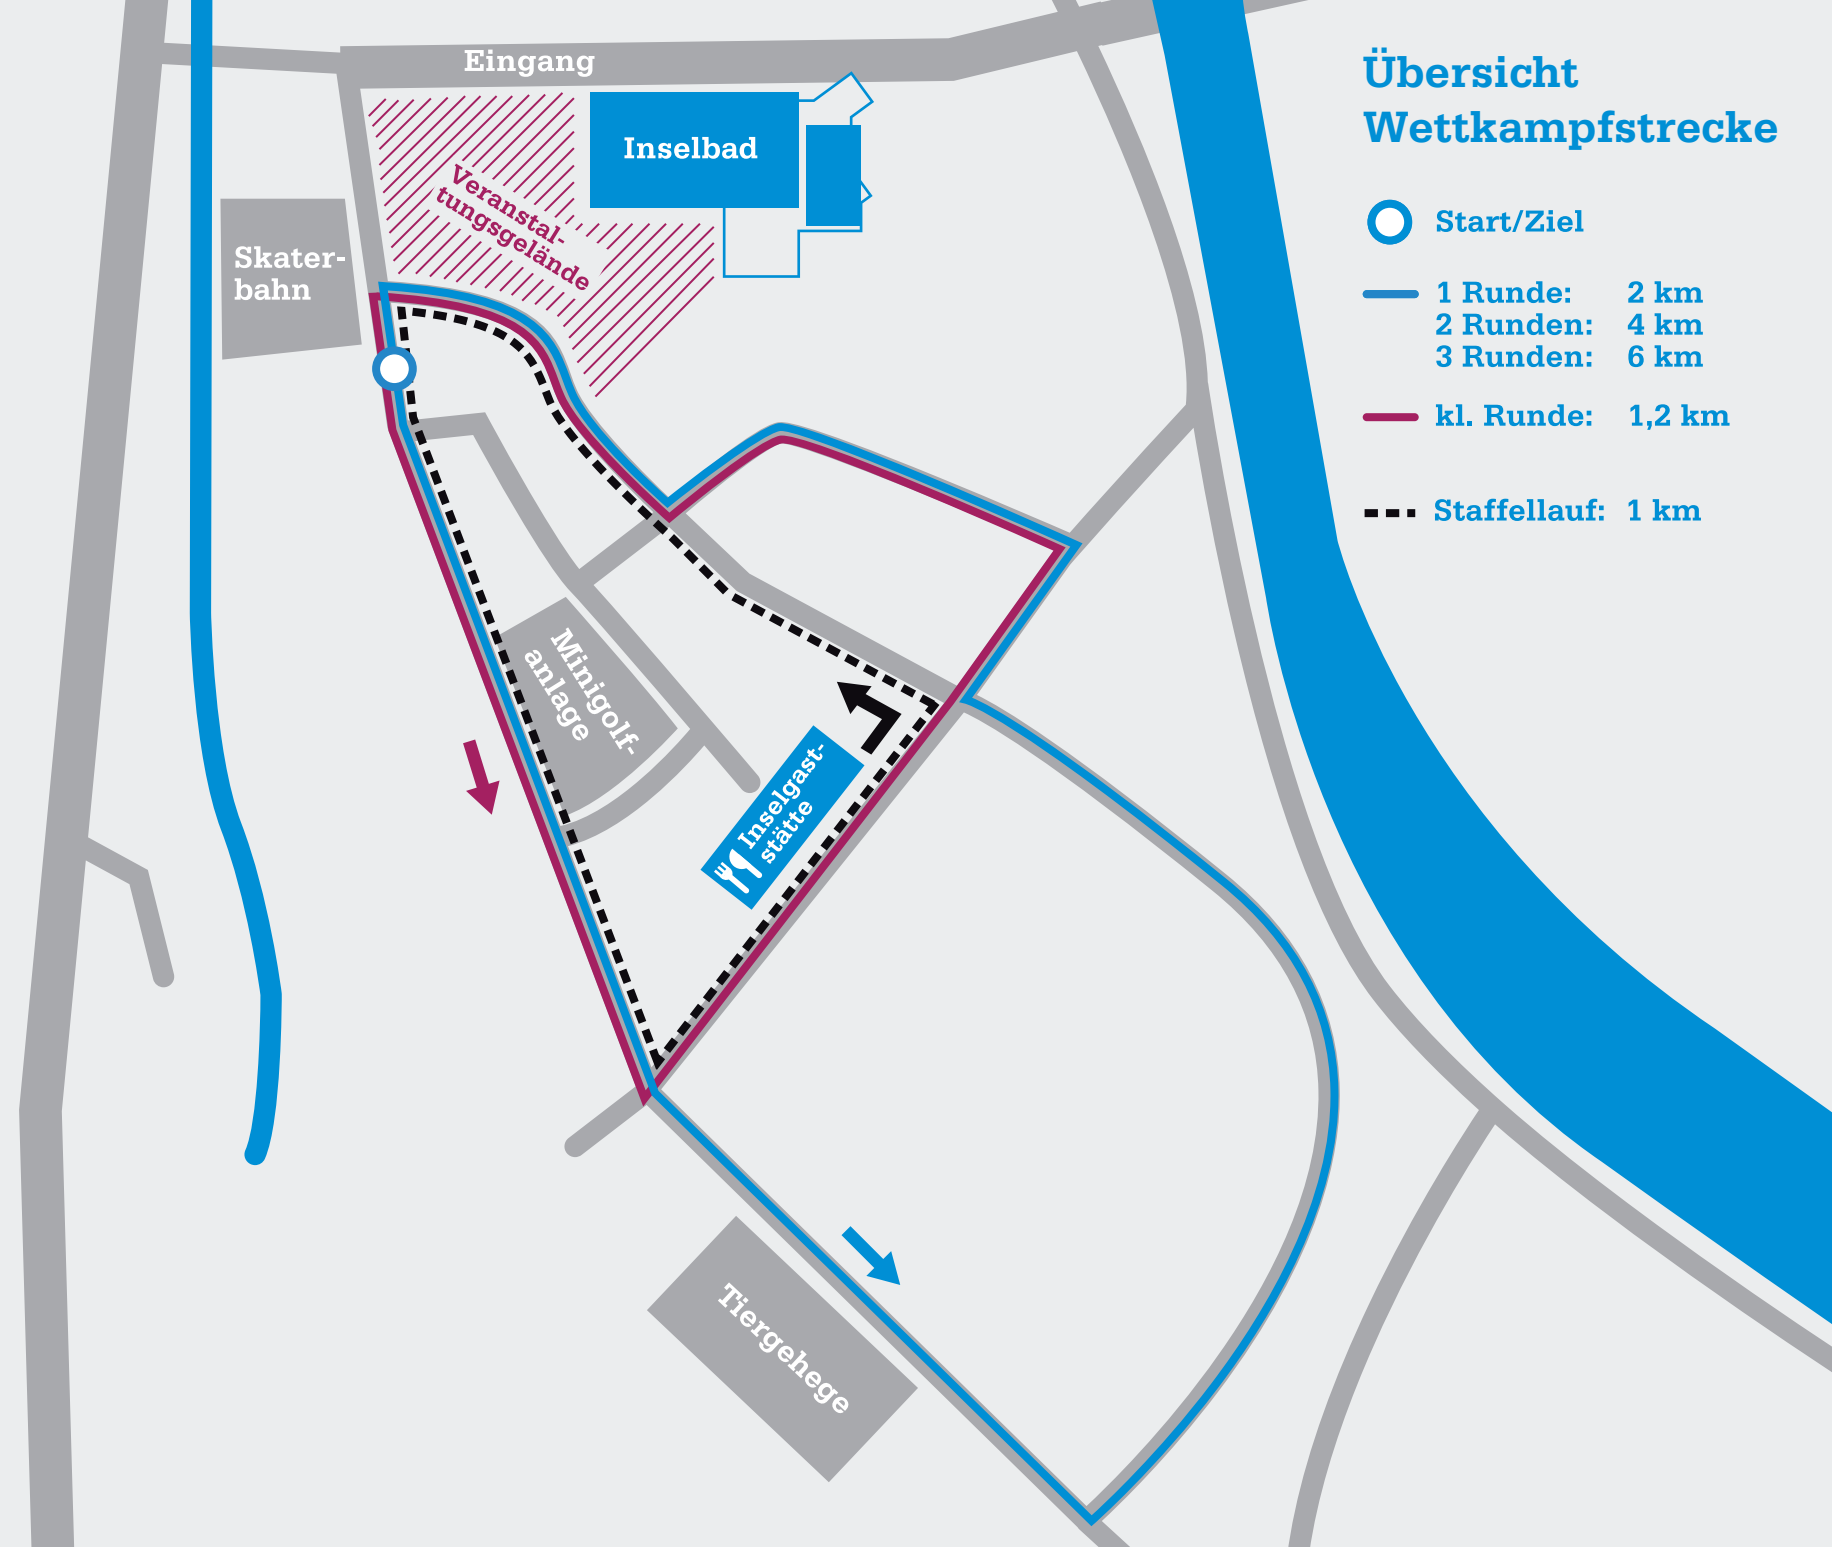 Eingang
Übersicht
Wettkampfstrecke
Inselbad
Veranstal-
tungsgelände
Skater-
bahn
Start/Ziel
1 Runde: 2 km
2 Runden: 4 km
3 Runden: 6 km
kl. Runde: 1,2 km
Staffellauf: 1 km
Minigolf-
anlage
Inselgast-
stätte
Tiergehege